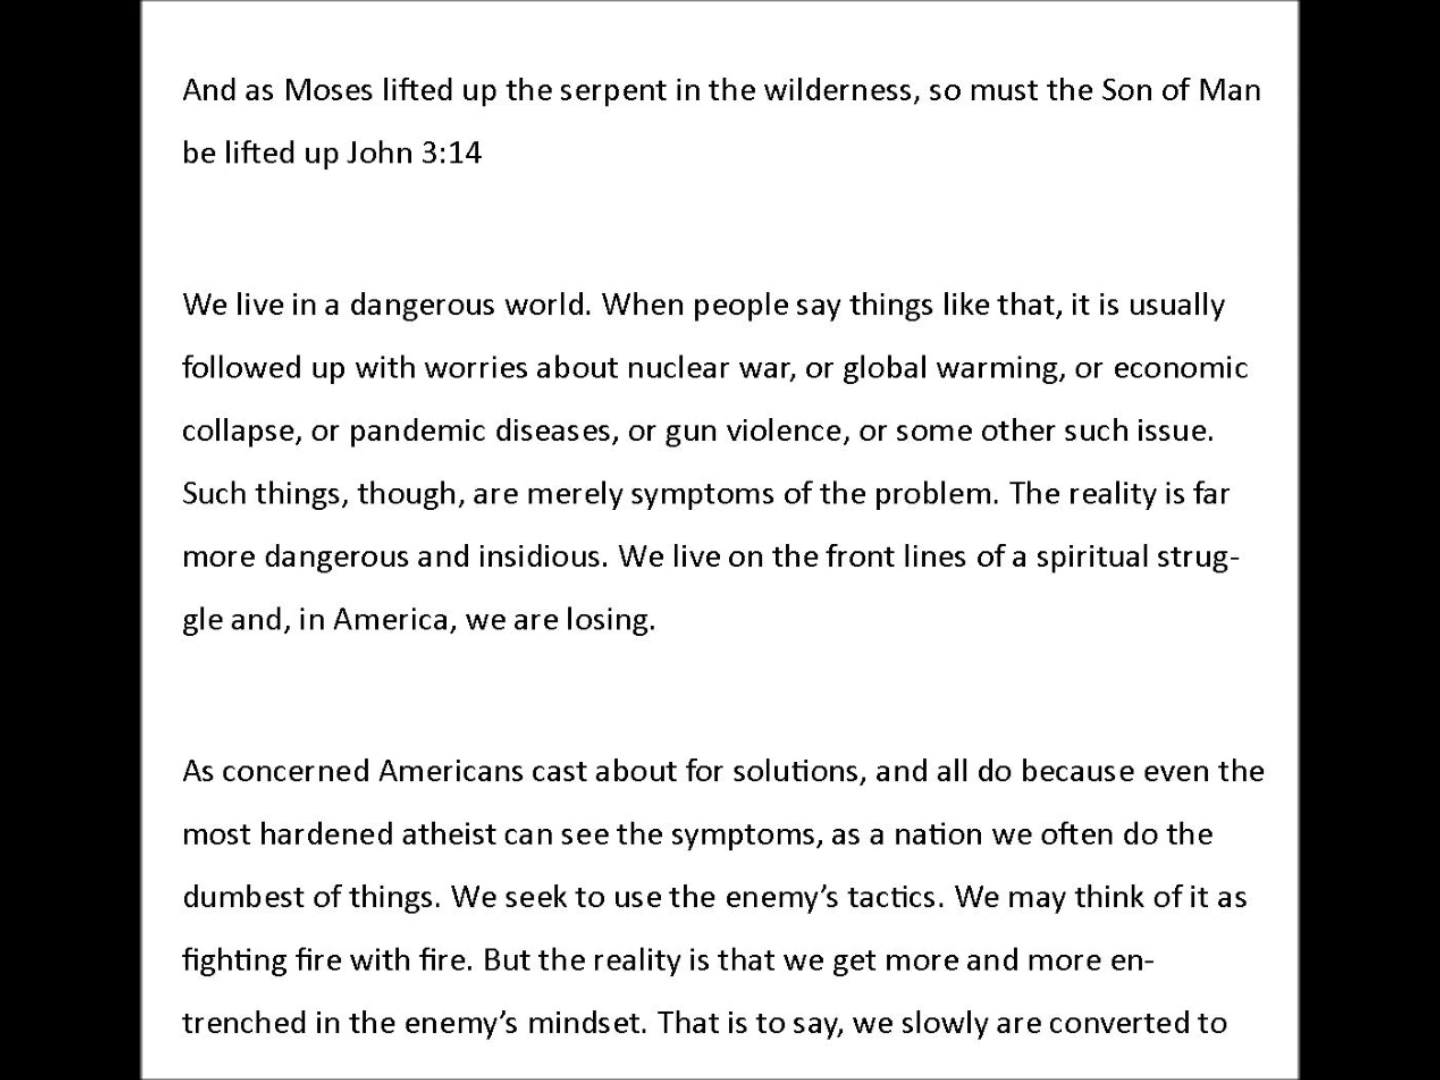 And as Moses lifted up the serpent in the wilderness, so must the Son of Man
be lifted up John 3:14
We live in a dangerous world. When people say things like that, it is usually
followed up with worries about nuclear war, or global warming, or economic
collapse, or pandemic diseases, or gun violence, or some other such issue.
Such things, though, are merely symptoms of the problem. The reality is far
more dangerous and insidious. We live on the front lines of a spiritual strug-
gle and, in America, we are losing.
As concerned Americans cast about for solutions, and all do because even the
most hardened atheist can see the symptoms, as a nation we often do the
dumbest of things. We seek to use the enemy’s tactics. We may think of it as
fighting fire with fire. But the reality is that we get more and more en-
trenched in the enemy’s mindset. That is to say, we slowly are converted to